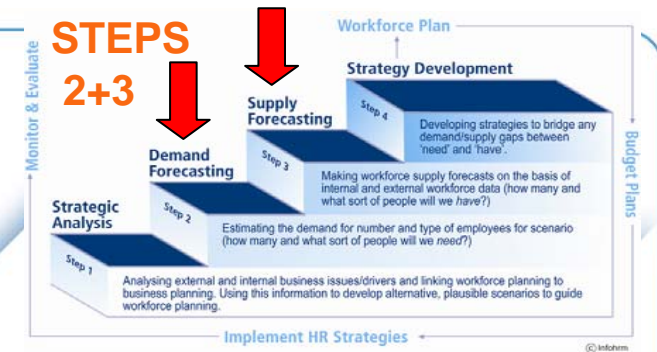 STEPS
2+3
Workforce Plan
Monitor & Evaluate
Budget Plans
Strategy Development
Step 4
Developing strategies to bridge any
demand/supply gaps between
'need' and 'have'.
Supply
Forecasting
Step 3
Making workforce supply forecasts on the basis of
internal and external workforce data (how many and
what sort of people will we have?)
Demand
Forecasting
Step 2
Estimating the demand for number and type of employees for scenario
(how many and what sort of people will we need?)
Strategic
Analysis
Step 1
Analysing external and internal business issues/drivers and linking workforce planning to
business planning. Using this information to develop alternative, plausible scenarios to guide
workforce planning.
Implement HR Strategies
(C) Infohrm